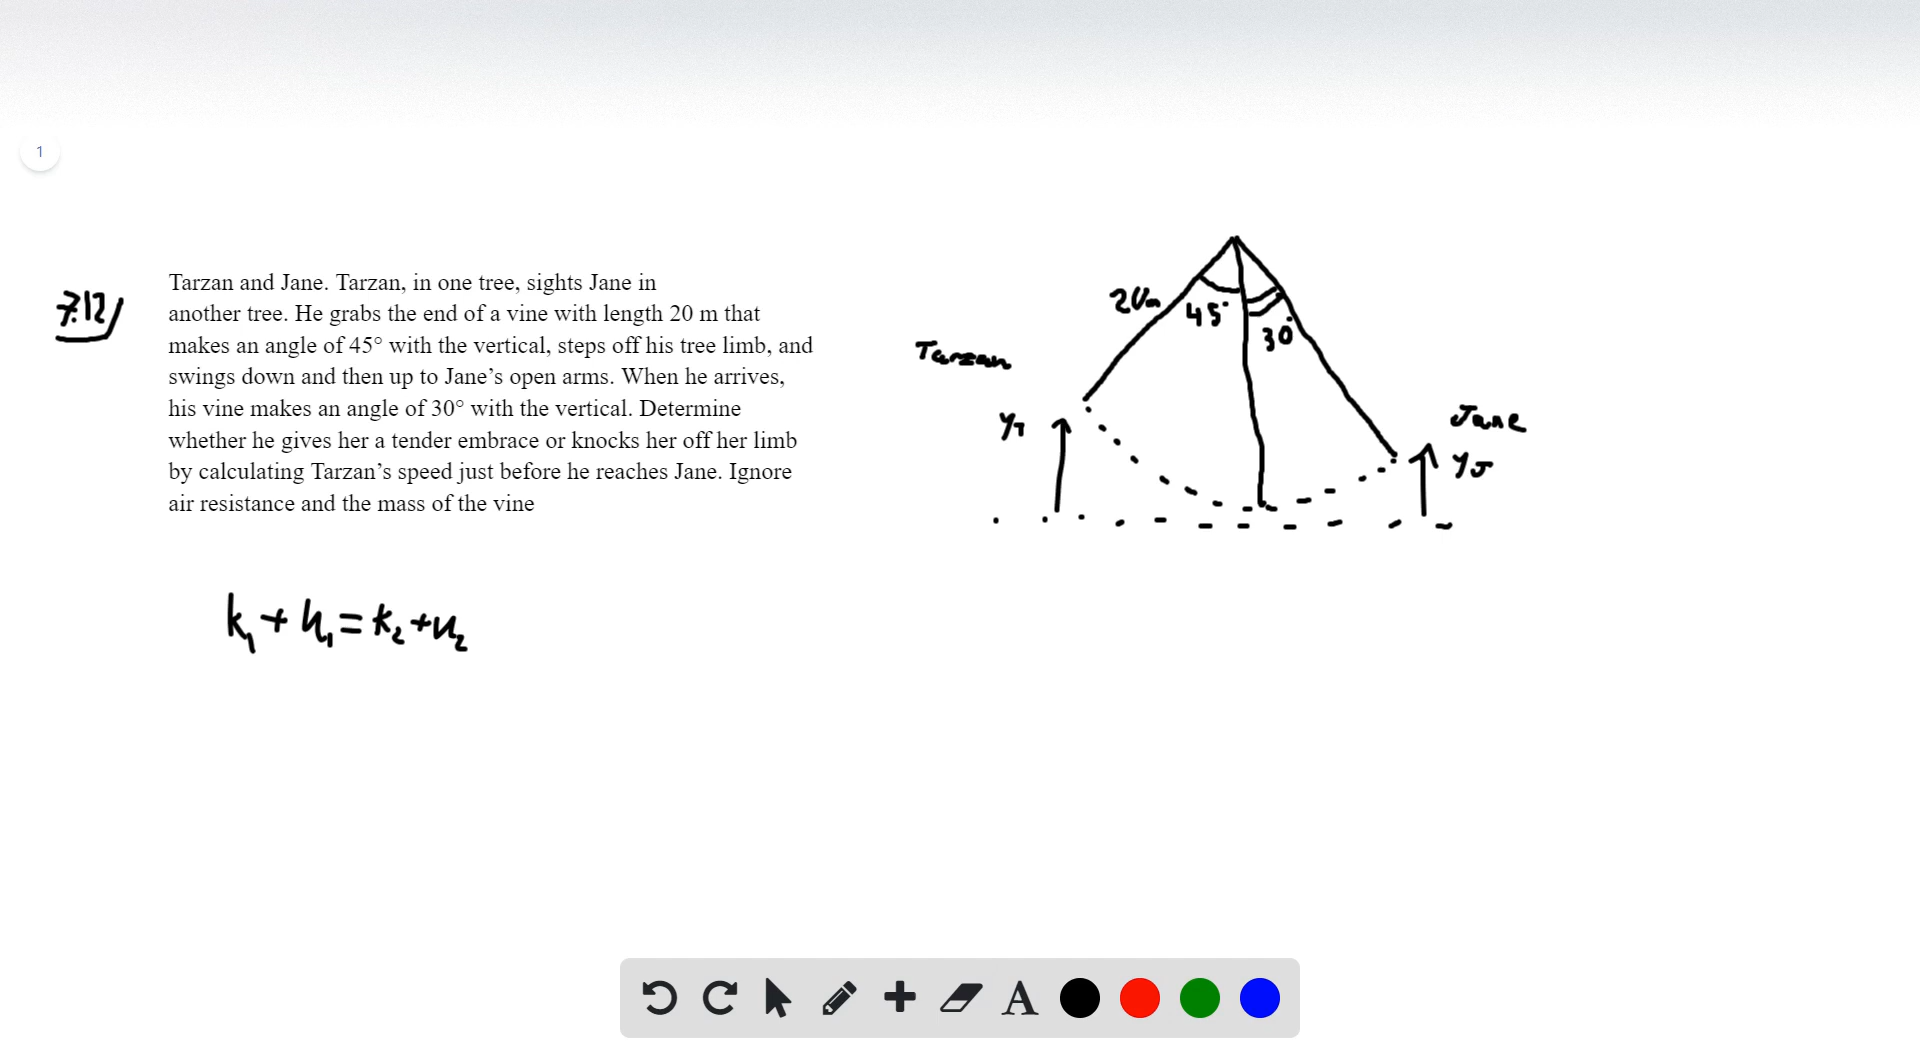 1
7.12/
Tarzan and Jane. Tarzan, in one tree, sights Jane in
another tree. He grabs the end of a vine with length 20 m that
makes an angle of 45° with the vertical, steps off his tree limb, and
swings down and then up to Jane’s open arms. When he arrives,
his vine makes an angle of 30° with the vertical. Determine
whether he gives her a tender embrace or knocks her off her limb
by calculating Tarzan’s speed just before he reaches Jane. Ignore
air resistance and the mass of the vine
20m
45°
30°
Tarzan
yT
Jane
yJ
k₁+u₁=k₂+u₂
A